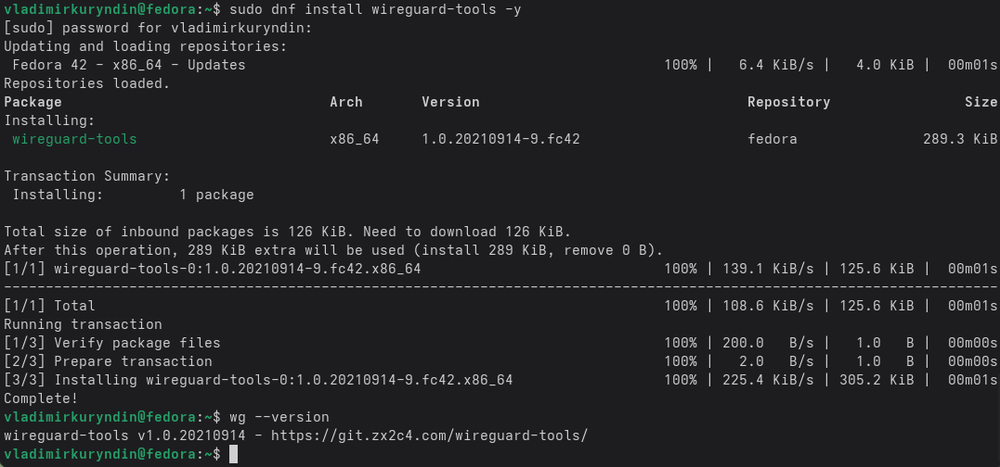 vladimirkuryndin@fedora:~$ sudo dnf install wireguard-tools -y
[sudo] password for vladimirkuryndin:
Updating and loading repositories:
 Fedora 42 - x86_64 - Updates 100% | 6.4 KiB/s | 4.0 KiB | 00m01s
Repositories loaded.
Package Arch Version Repository Size
Installing:
 wireguard-tools x86_64 1.0.20210914-9.fc42 fedora 289.3 KiB
Transaction Summary:
 Installing: 1 package
Total size of inbound packages is 126 KiB. Need to download 126 KiB.
After this operation, 289 KiB extra will be used (install 289 KiB, remove 0 B).
[1/1] wireguard-tools-0:1.0.20210914-9.fc42.x86_64 100% | 139.1 KiB/s | 125.6 KiB | 00m01s
------------------------------------------------------------------------------------------------------------------------
[1/1] Total 100% | 108.6 KiB/s | 125.6 KiB | 00m01s
Running transaction
[1/3] Verify package files 100% | 200.0 B/s | 1.0 B | 00m00s
[2/3] Prepare transaction 100% | 2.0 B/s | 1.0 B | 00m00s
[3/3] Installing wireguard-tools-0:1.0.20210914-9.fc42.x86_64 100% | 225.4 KiB/s | 305.2 KiB | 00m01s
Complete!
vladimirkuryndin@fedora:~$ wg --version
wireguard-tools v1.0.20210914 - https://git.zx2c4.com/wireguard-tools/
vladimirkuryndin@fedora:~$